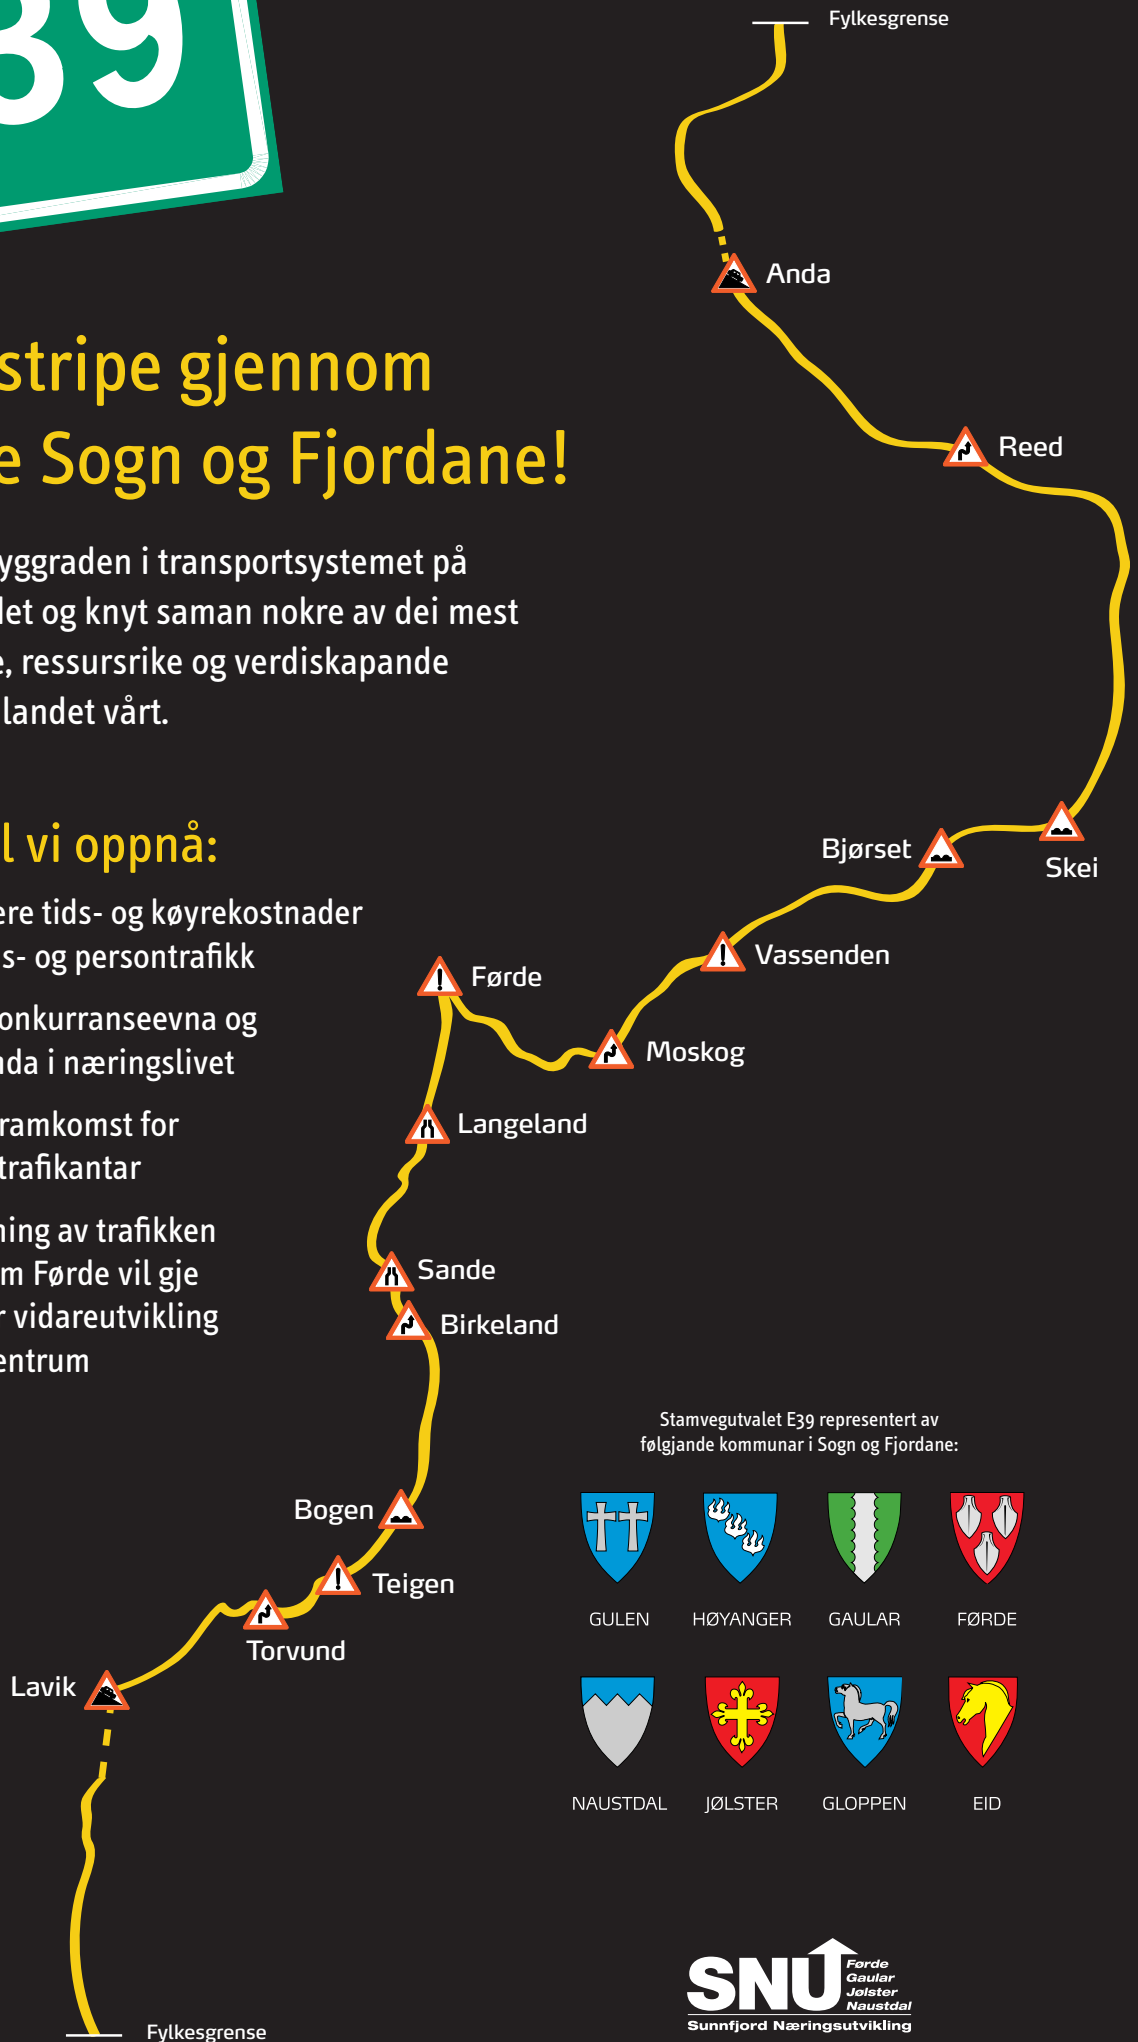 39
Fylkesgrense
Anda
stripe gjennom
e Sogn og Fjordane!
Reed
yggraden i transportsystemet på
det og knyt saman nokre av dei mest
e, ressursrike og verdiskapande
landet vårt.
l vi oppnå:
Bjørset
Skei
ere tids- og køyrekostnader
s- og persontrafikk
Vassenden
Førde
onkurranseevna og
nda i næringslivet
Moskog
ramkomst for
trafikantar
Langeland
ning av trafikken
m Førde vil gje
r vidareutvikling
entrum
Sande
Birkeland
Stamvegutvalet E39 representert av
følgjande kommunar i Sogn og Fjordane:
Bogen
Teigen
Torvund
Lavik
GULEN HØYANGER GAULAR FØRDE
NAUSTDAL JØLSTER GLOPPEN EID
SNU
Førde
Gaular
Jølster
Naustdal
Sunnfjord Næringsutvikling
Fylkesgrense